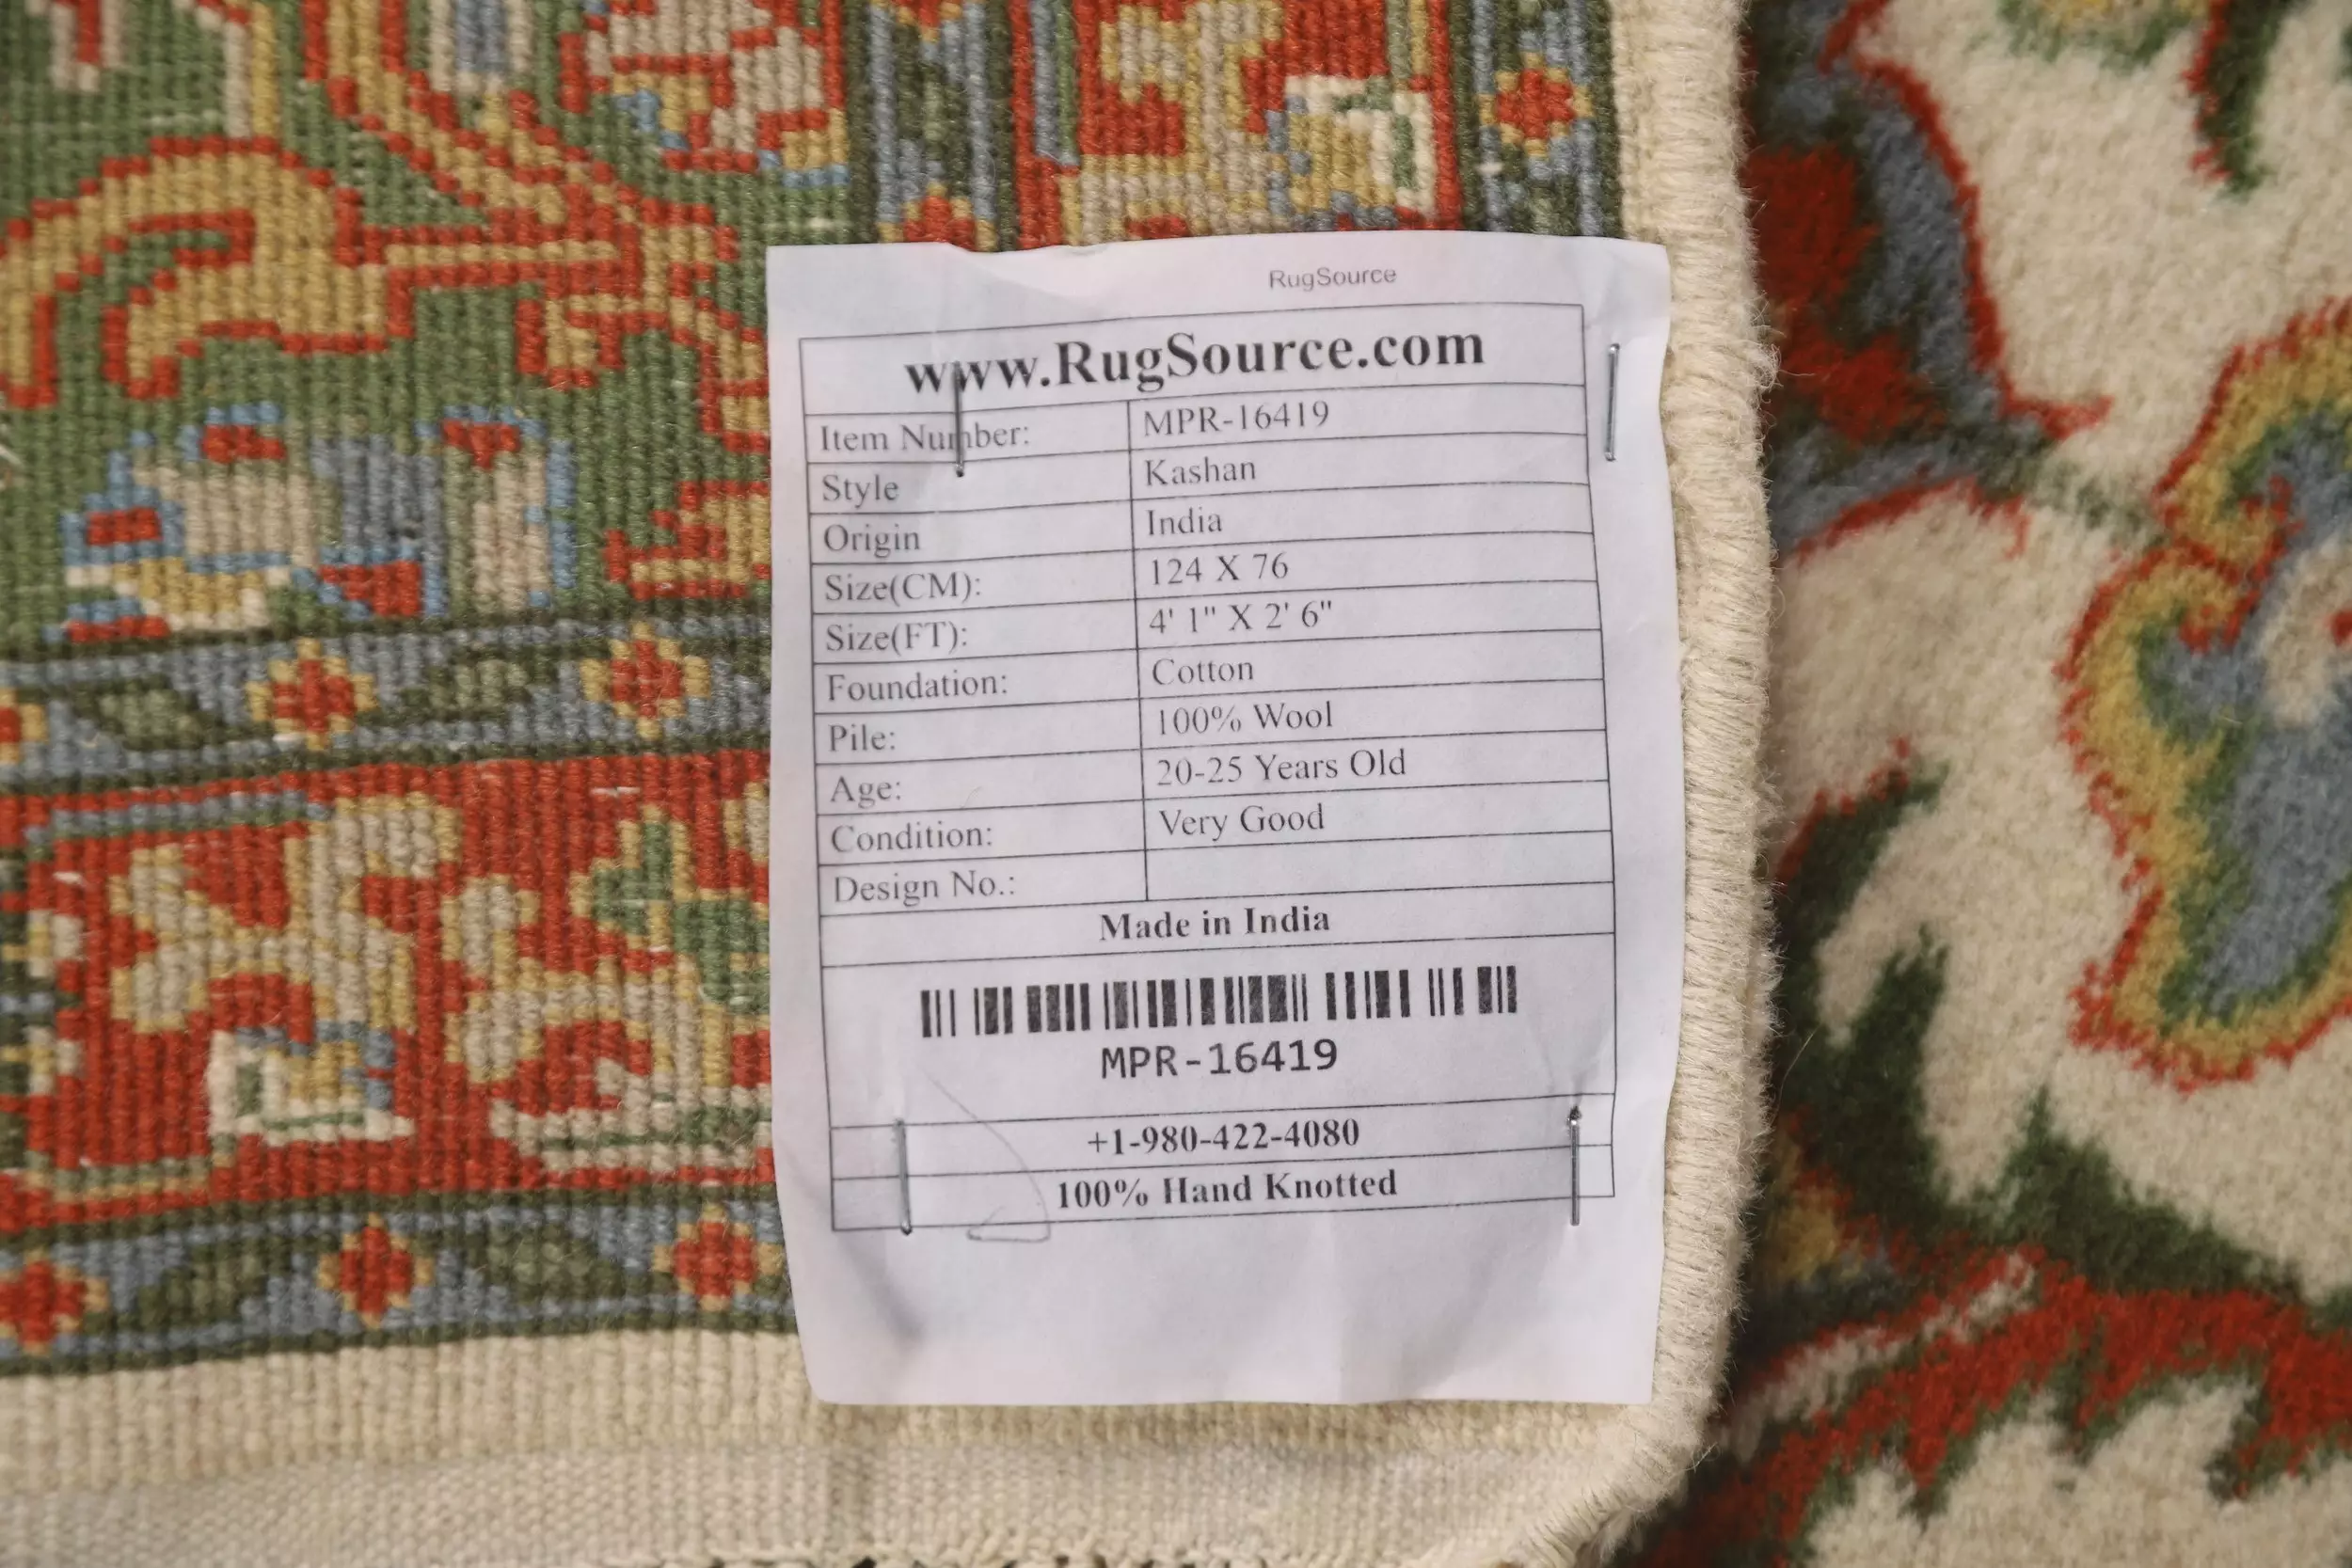 RugSource
www.RugSource.com
Item Number: MPR-16419
Style Kashan
Origin India
Size(CM): 124 X 76
Size(FT): 4' 1" X 2' 6"
Foundation: Cotton
Pile: 100% Wool
Age: 20-25 Years Old
Condition: Very Good
Design No.:
Made in India
MPR-16419
+1-980-422-4080
100% Hand Knotted